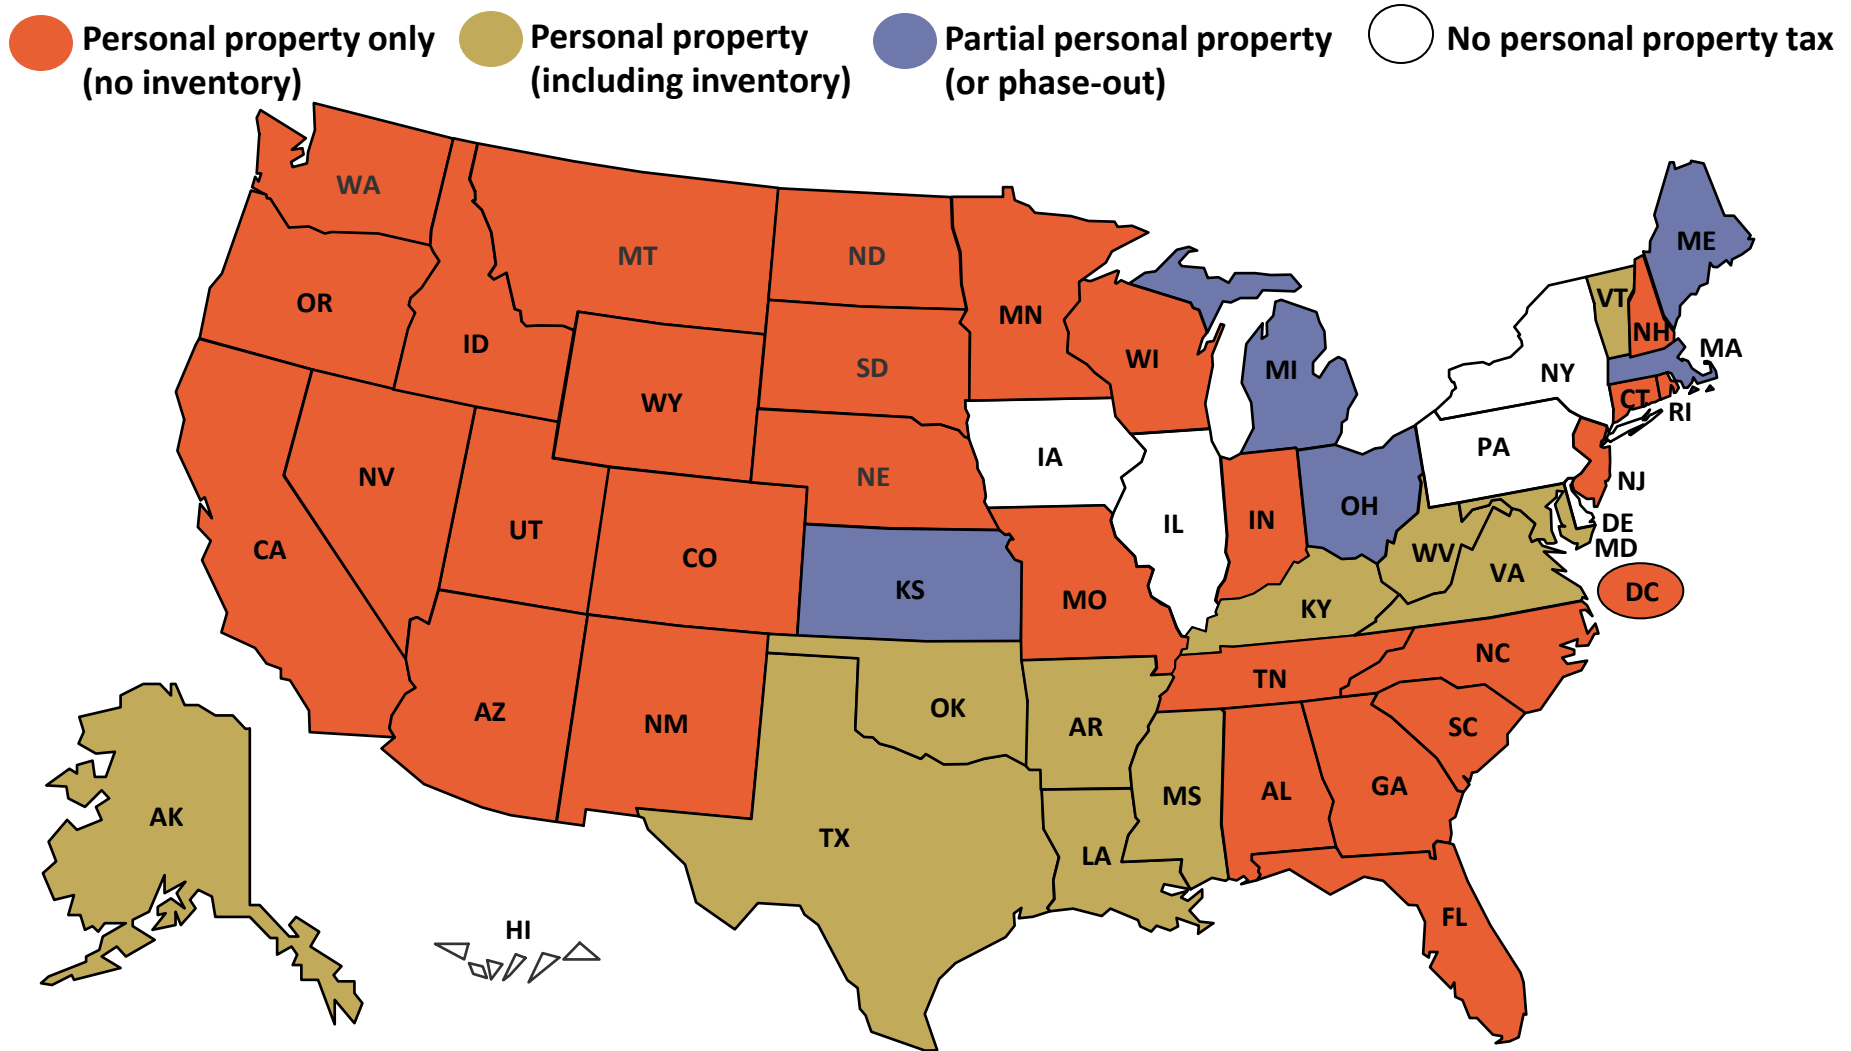 Personal property only
(no inventory)
Personal property
(including inventory)
Partial personal property
(or phase-out)
No personal property tax
WA
MT
ND
ME
OR
ID
MN
VT
NH
SD
WI
MI
MA
WY
NY
CT
RI
IA
PA
NV
NE
NJ
UT
CO
KS
IL
IN
OH
DE
MD
CA
WV
VA
DC
MO
KY
NC
TN
AZ
NM
OK
AR
SC
AK
TX
MS
AL
GA
LA
HI
FL